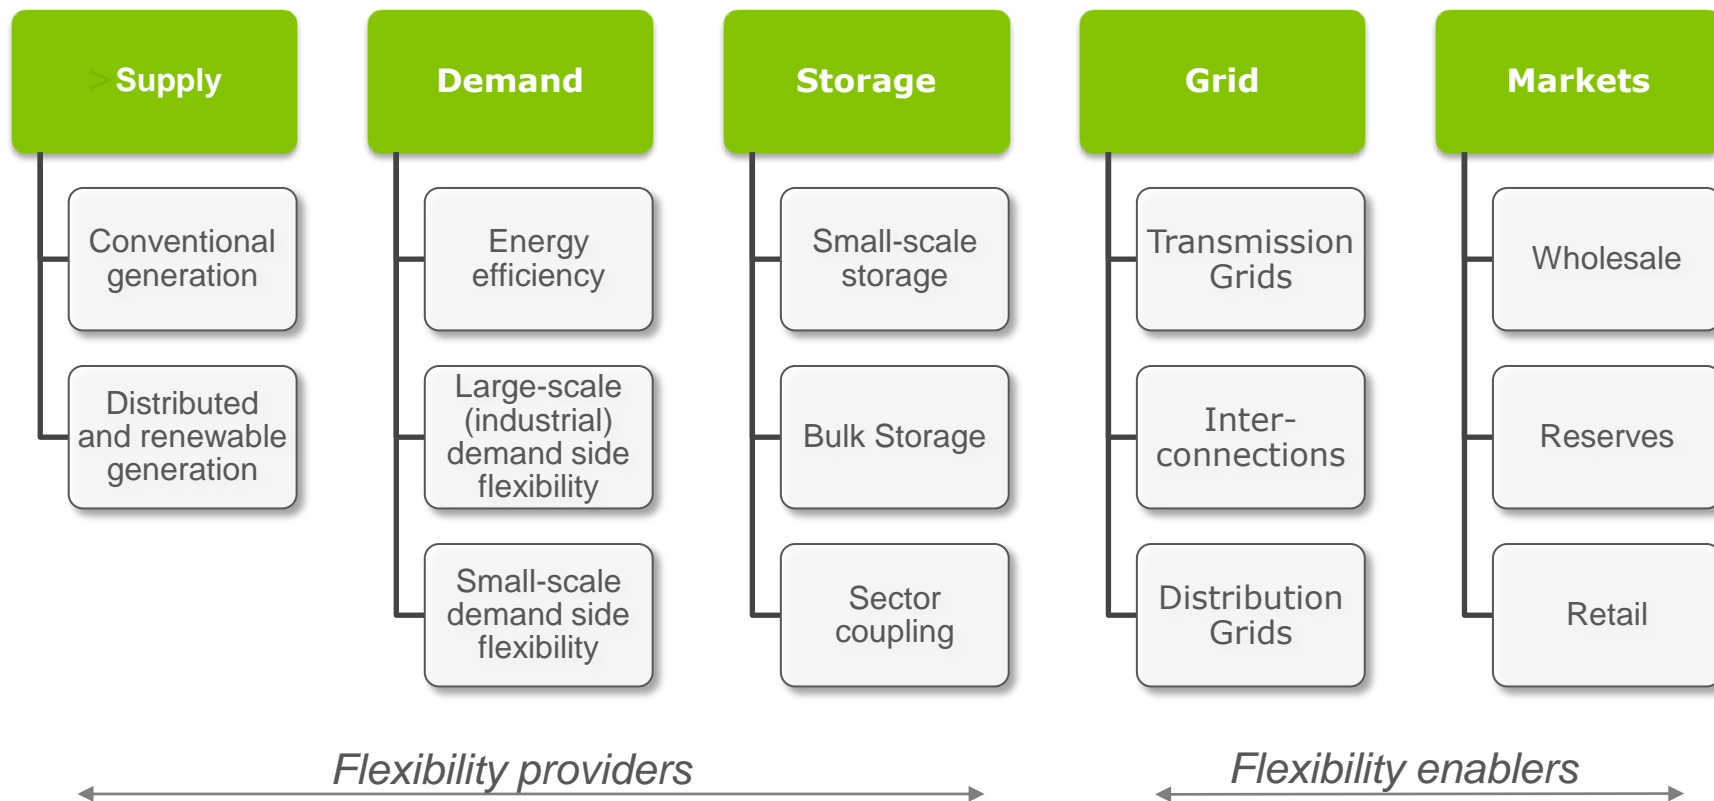 >Supply
Demand
Storage
Grid
Markets
Conventional
generation
Distributed
and renewable
generation
Energy
efficiency
Large-scale
(industrial)
demand side
flexibility
Small-scale
demand side
flexibility
Small-scale
storage
Bulk Storage
Sector
coupling
Transmission
Grids
Inter-
connections
Distribution
Grids
Wholesale
Reserves
Retail
Flexibility providers
Flexibility enablers